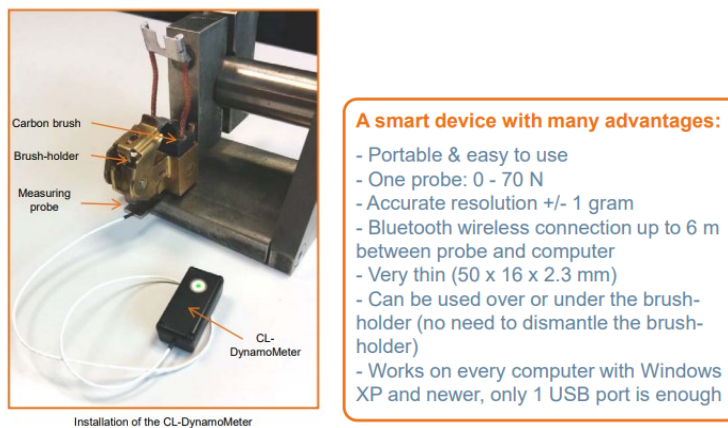 Carbon brush
Brush-holder
Measuring
probe
CL-
DynamoMeter
Installation of the CL-DynamoMeter
A smart device with many advantages:
- Portable & easy to use
- One probe: 0 - 70 N
- Accurate resolution +/- 1 gram
- Bluetooth wireless connection up to 6 m
between probe and computer
- Very thin (50 x 16 x 2.3 mm)
- Can be used over or under the brush-
holder (no need to dismantle the brush-
holder)
- Works on every computer with Windows
XP and newer, only 1 USB port is enough